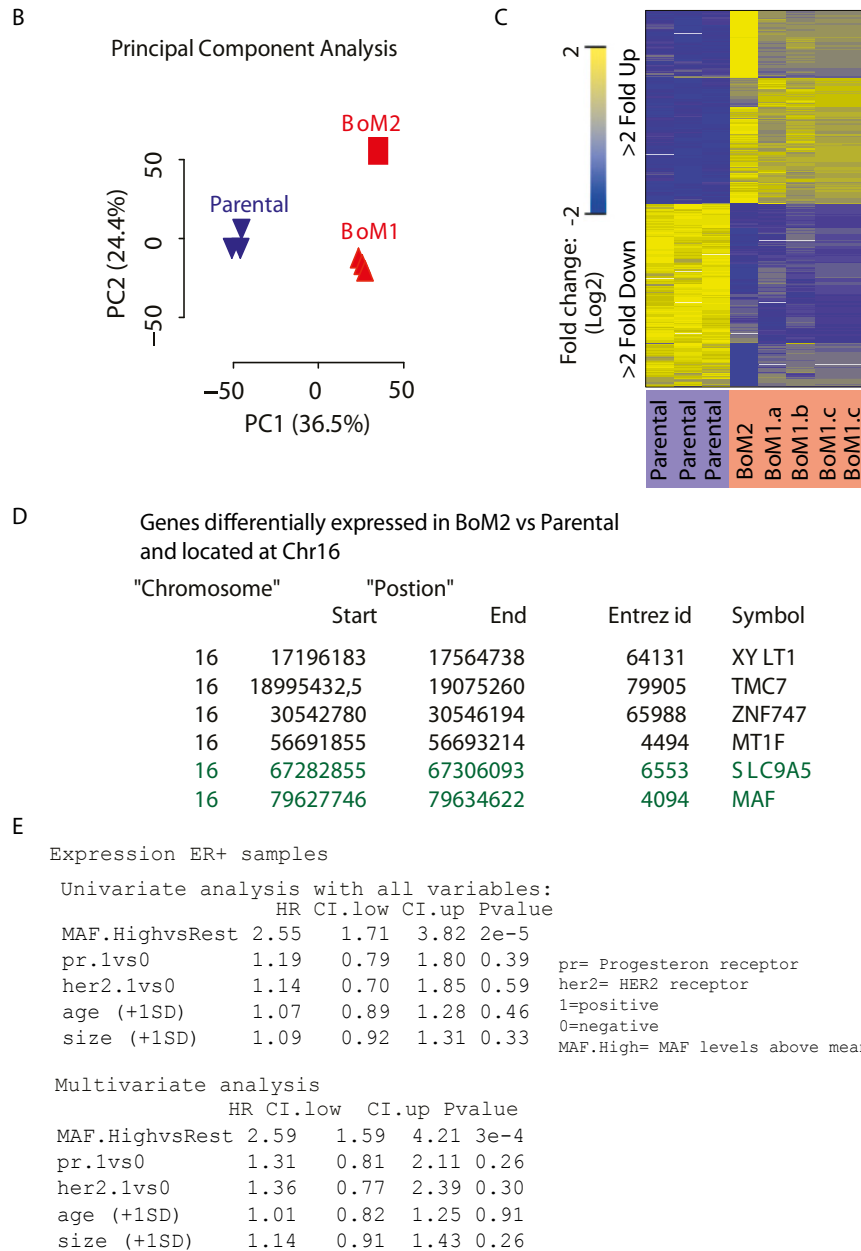 B
Principal Component Analysis
BoM2
50
Parental
0
BoM1
−50
PC2 (24.4%)
−50 0 50
PC1 (36.5%)
C
2
-2
Fold change:
(Log2)
>2 Fold Up
>2 Fold Down
Parental
Parental
Parental
BoM2
BoM1.a
BoM1.b
BoM1.c
BoM1.c
D
Genes differentially expressed in BoM2 vs Parental
and located at Chr16
"Chromosome" "Postion"
Start End Entrez id Symbol
16 17196183 17564738 64131 XY LT1
16 18995432,5 19075260 79905 TMC7
16 30542780 30546194 65988 ZNF747
16 56691855 56693214 4494 MT1F
16 67282855 67306093 6553 SLC9A5
16 79627746 79634622 4094 MAF
E
Expression ER+ samples
Univariate analysis with all variables:
HR CI.low CI.up Pvalue
MAF.HighvsRest 2.55 1.71 3.82 2e-5
pr.1vs0 1.19 0.79 1.80 0.39
her2.1vs0 1.14 0.70 1.85 0.59
age (+1SD) 1.07 0.89 1.28 0.46
size (+1SD) 1.09 0.92 1.31 0.33
pr= Progesteron receptor
her2= HER2 receptor
1=positive
0=negative
MAF.High= MAF levels above mean
Multivariate analysis
HR CI.low CI.up Pvalue
MAF.HighvsRest 2.59 1.59 4.21 3e-4
pr.1vs0 1.31 0.81 2.11 0.26
her2.1vs0 1.36 0.77 2.39 0.30
age (+1SD) 1.01 0.82 1.25 0.91
size (+1SD) 1.14 0.91 1.43 0.26